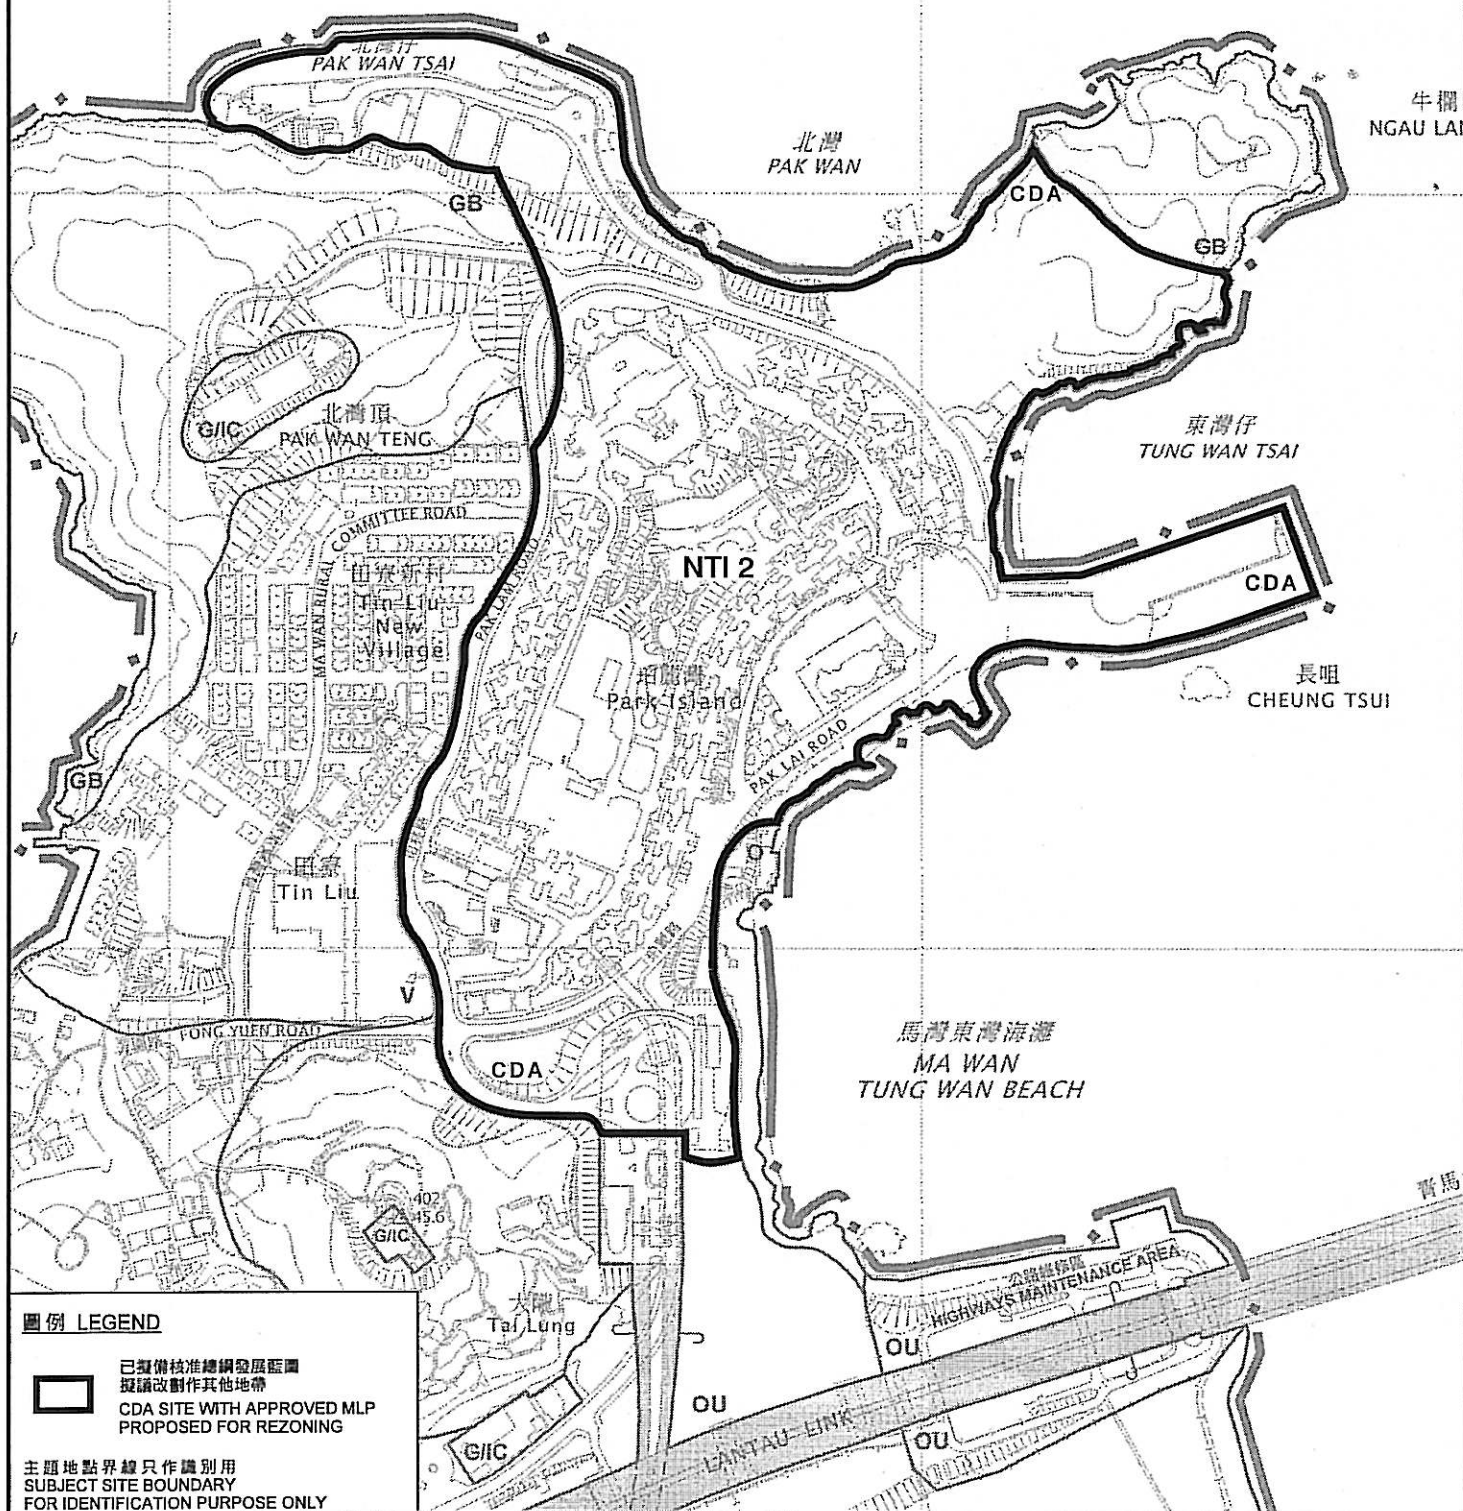 北灣仔
PAK WAN TSAI
牛欄
NGAU LAN
北灣
PAK WAN
CDA
GB
GB
G/IC
北灣頂
PAK WAN TENG
東灣仔
TUNG WAN TSAI
COMMITTEE ROAD
MA WAN RURAL
田寮新村
Tin Liu
New
Village
PAK LAI ROAD
NTI 2
CDA
珀麗灣
Park Island
長咀
CHEUNG TSUI
PAK LAI ROAD
GB
O
田寮
Tin Liu
V
FONG YUEN ROAD
CDA
馬灣東灣海灘
MA WAN
TUNG WAN BEACH
402
45.6
G/IC
青馬
公路維修區
HIGHWAYS MAINTENANCE AREA
大隴
Tai Lung
OU
OU
OU
G/IC
LANTAU LINK
圖例 LEGEND
已擬備核准總綱發展藍圖
擬議改劃作其他地帶
CDA SITE WITH APPROVED MLP
PROPOSED FOR REZONING
主題地點界線只作識別用
SUBJECT SITE BOUNDARY
FOR IDENTIFICATION PURPOSE ONLY